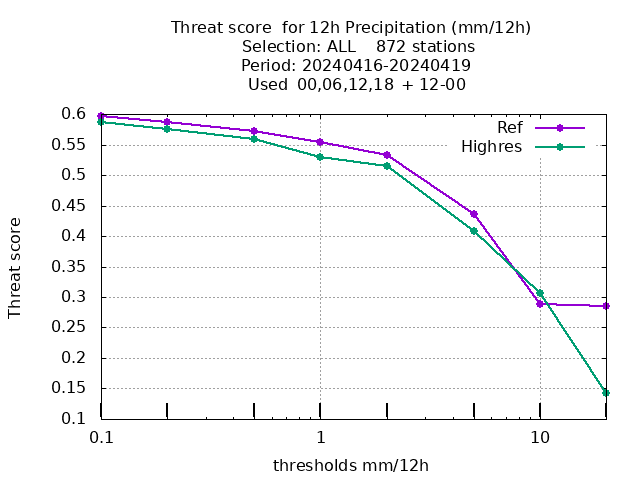 Threat score  for 12h Precipitation (mm/12h)
Selection: ALL    872 stations
Period: 20240416-20240419
Used  00,06,12,18 + 12-00
Ref
Highres
0.6
0.55
0.5
0.45
0.4
0.35
0.3
0.25
0.2
0.15
0.1
Threat score
0.1
1
10
thresholds mm/12h